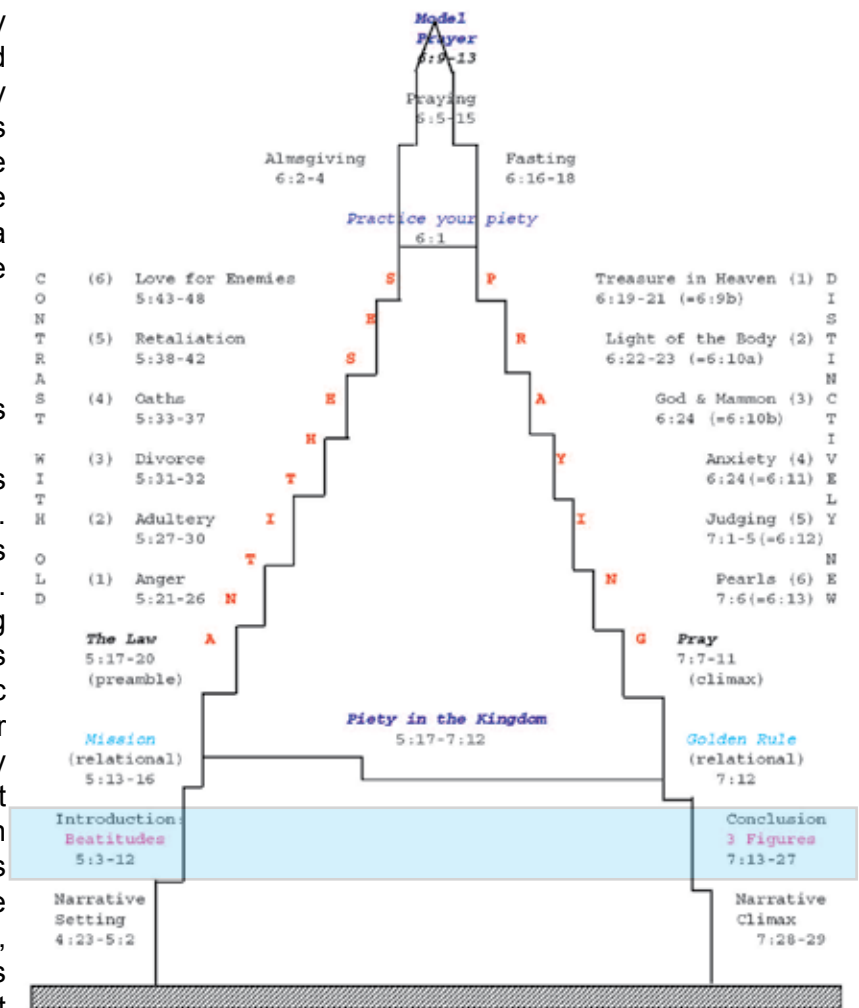 Model
Prayer
6:9-13
Praying
6:5-15
Almsgiving
6:2-4
Fasting
6:16-18
Practice your piety
6:1
CONTRAST WITH OLD
(6) Love for Enemies
5:43-48
(5) Retaliation
5:38-42
(4) Oaths
5:33-37
(3) Divorce
5:31-32
(2) Adultery
5:27-30
(1) Anger
5:21-26
ANTITHESES
The Law
5:17-20
(preamble)
PRAYING
Treasure in Heaven (1)
6:19-21 (=6:9b)
Light of the Body (2)
6:22-23 (=6:10a)
God & Mammon (3)
6:24 (=6:10b)
Anxiety (4)
6:24(=6:11)
Judging (5)
7:1-5(=6:12)
Pearls (6)
7:6(=6:13)
DISTINCTIVELY NEW
Pray
7:7-11
(climax)
Piety in the Kingdom
5:17-7:12
Mission
(relational)
5:13-16
Golden Rule
(relational)
7:12
Introduction:
Beatitudes
5:3-12
Conclusion
3 Figures
7:13-27
Narrative
Setting
4:23-5:2
Narrative
Climax
7:28-29